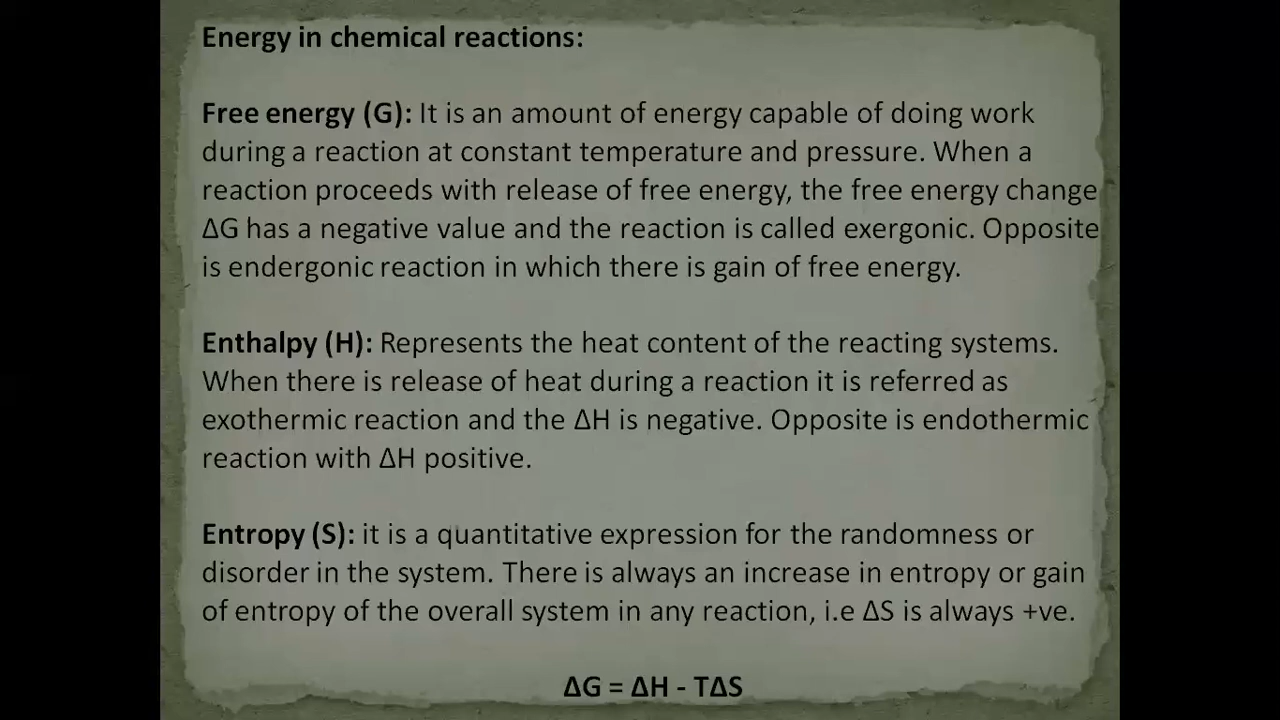 Energy in chemical reactions:
Free energy (G): It is an amount of energy capable of doing work
during a reaction at constant temperature and pressure. When a
reaction proceeds with release of free energy, the free energy change
ΔG has a negative value and the reaction is called exergonic. Opposite
is endergonic reaction in which there is gain of free energy.
Enthalpy (H): Represents the heat content of the reacting systems.
When there is release of heat during a reaction it is referred as
exothermic reaction and the ΔH is negative. Opposite is endothermic
reaction with ΔH positive.
Entropy (S): it is a quantitative expression for the randomness or
disorder in the system. There is always an increase in entropy or gain
of entropy of the overall system in any reaction, i.e ΔS is always +ve.
ΔG = ΔH - TΔS